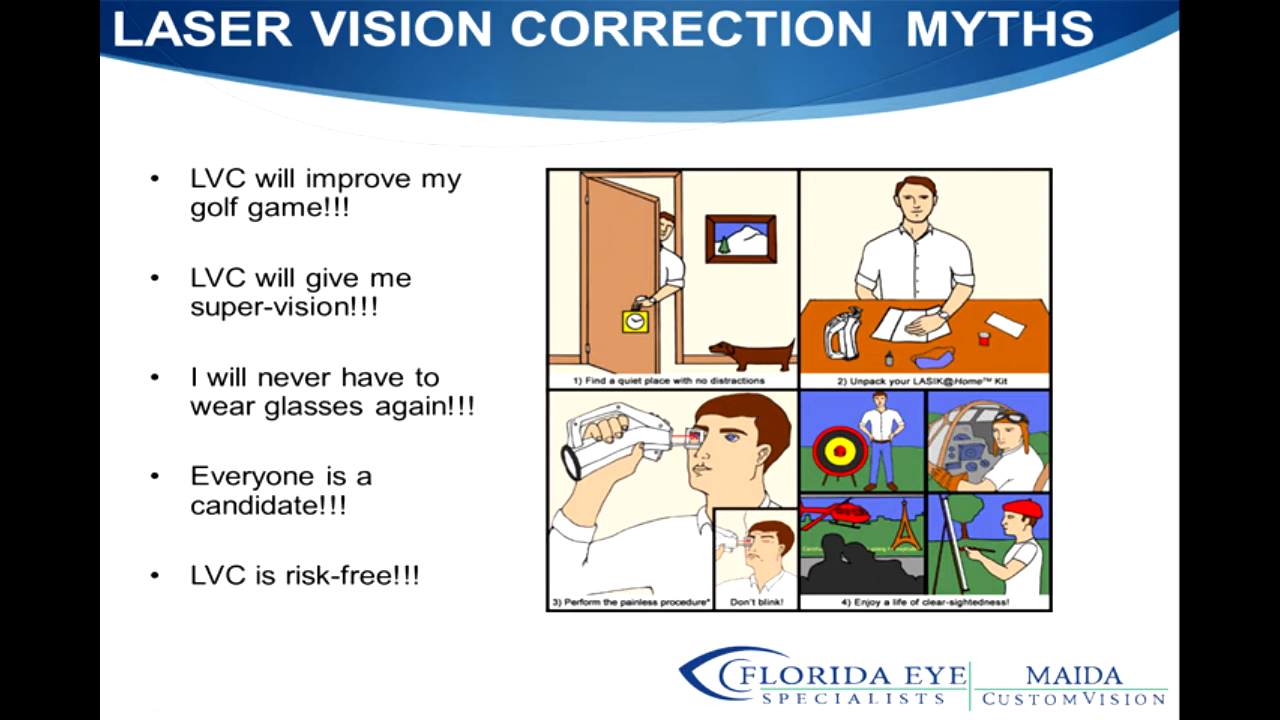 LASER VISION CORRECTION MYTHS
• LVC will improve my
golf game!!!
• LVC will give me
super-vision!!!
• I will never have to
wear glasses again!!!
• Everyone is a
candidate!!!
• LVC is risk-free!!!
1) Find a quiet place with no distractions
2) Unpack your LASIK@Home™ Kit
3) Perform the painless procedure*
Don't blink!
4) Enjoy a life of clear-sightedness!
FLORIDA EYE
SPECIALISTS
MAIDA
CUSTOMVISION